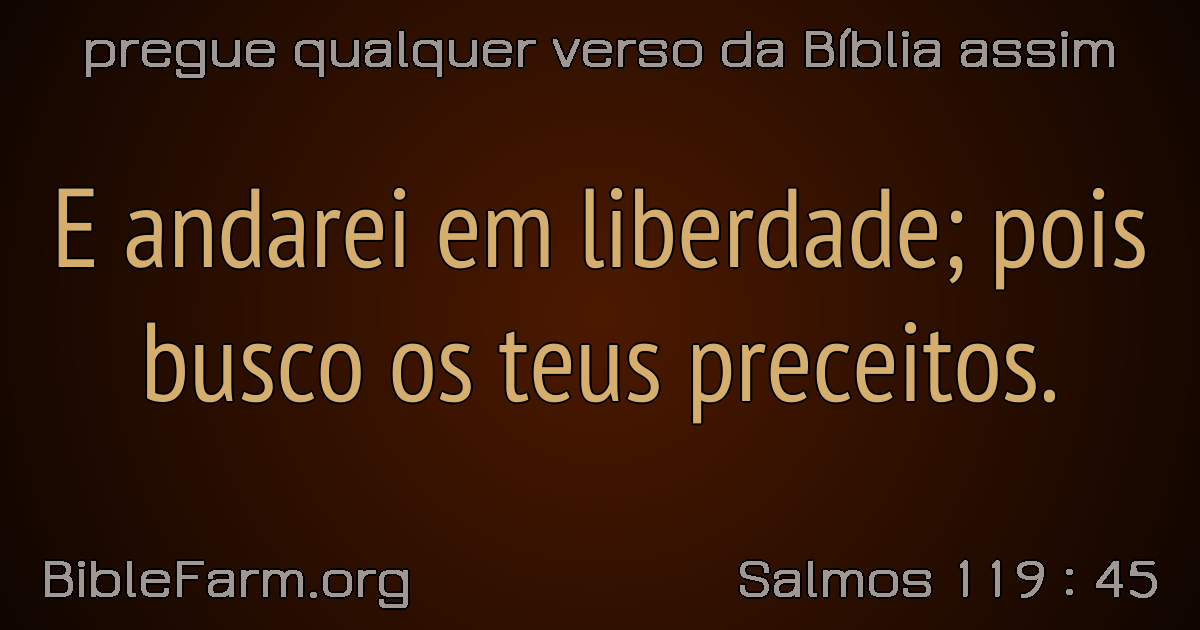 pregue qualquer verso da Bíblia assim
E andarei em liberdade; pois
busco os teus preceitos.
BibleFarm.org
Salmos 119 : 45